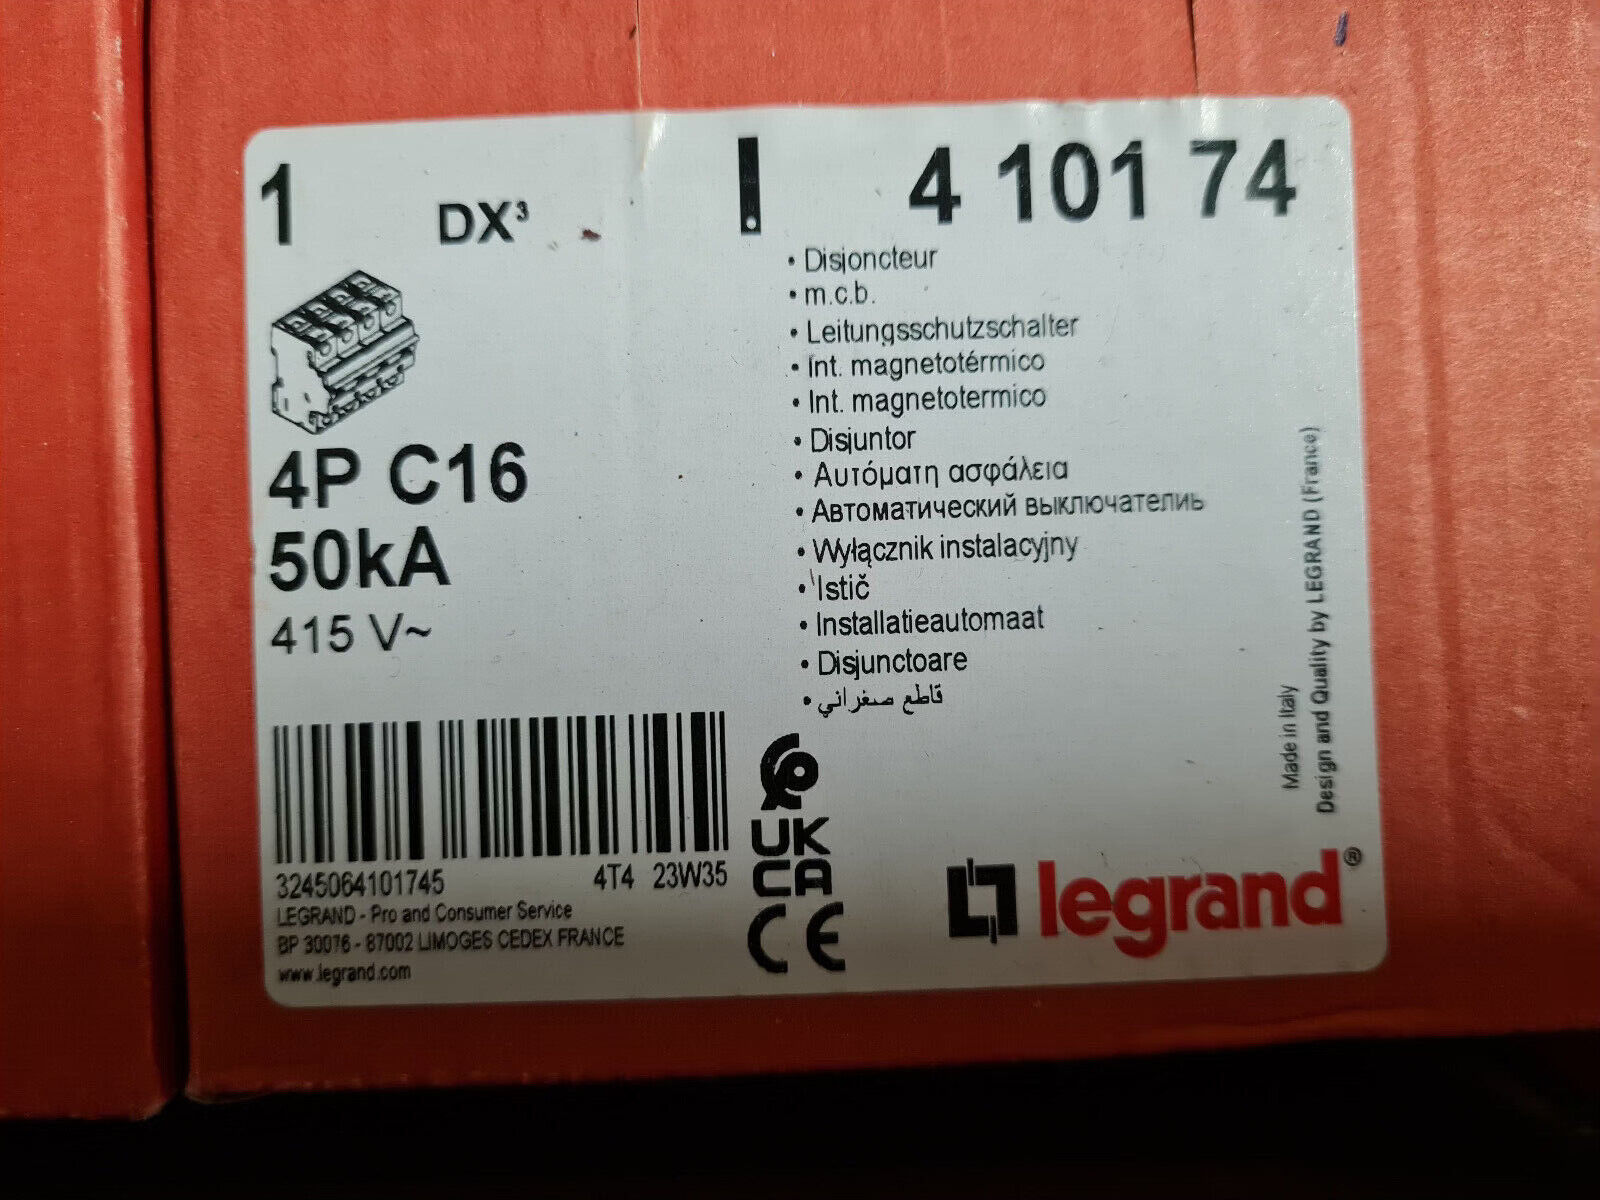 1
DX³
4 101 74
4P C16
50kA
415 V~
• Disjoncteur
• m.c.b.
• Leitungsschutzschalter
• Int. magnetotérmico
• Int. magnetotermico
• Disjuntor
• Αυτόματη ασφάλεια
• Автоматический выключателиь
• Wyłącznik instalacyjny
• Istič
• Installatieautomaat
• Disjunctoare
• قاطع صغراني
3245064101745
4T4 23W35
LEGRAND - Pro and Consumer Service
BP 30076 - 87002 LIMOGES CEDEX FRANCE
www.legrand.com
UK
CA
CE
Made in Italy
Design and Quality by LEGRAND (France)
legrand®